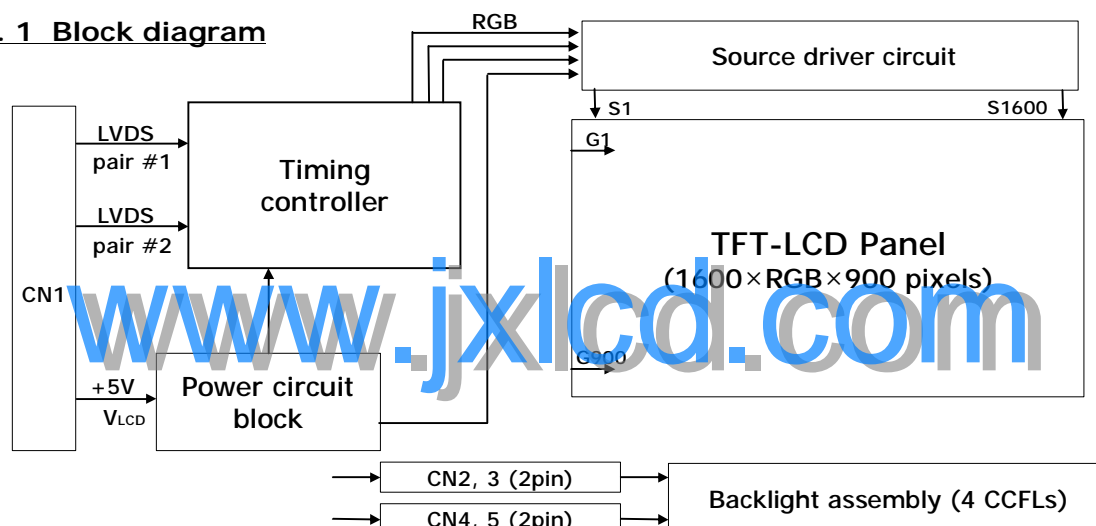 . 1 Block diagram
RGB
Source driver circuit
S1
S1600
LVDS
pair #1
Timing
controller
G1
LVDS
pair #2
TFT-LCD Panel
(1600×RGB×900 pixels)
CN1
www.jxlcd.com
G900
+5V
VLCD
Power circuit
block
CN2, 3 (2pin)
Backlight assembly (4 CCFLs)
CN4, 5 (2pin)